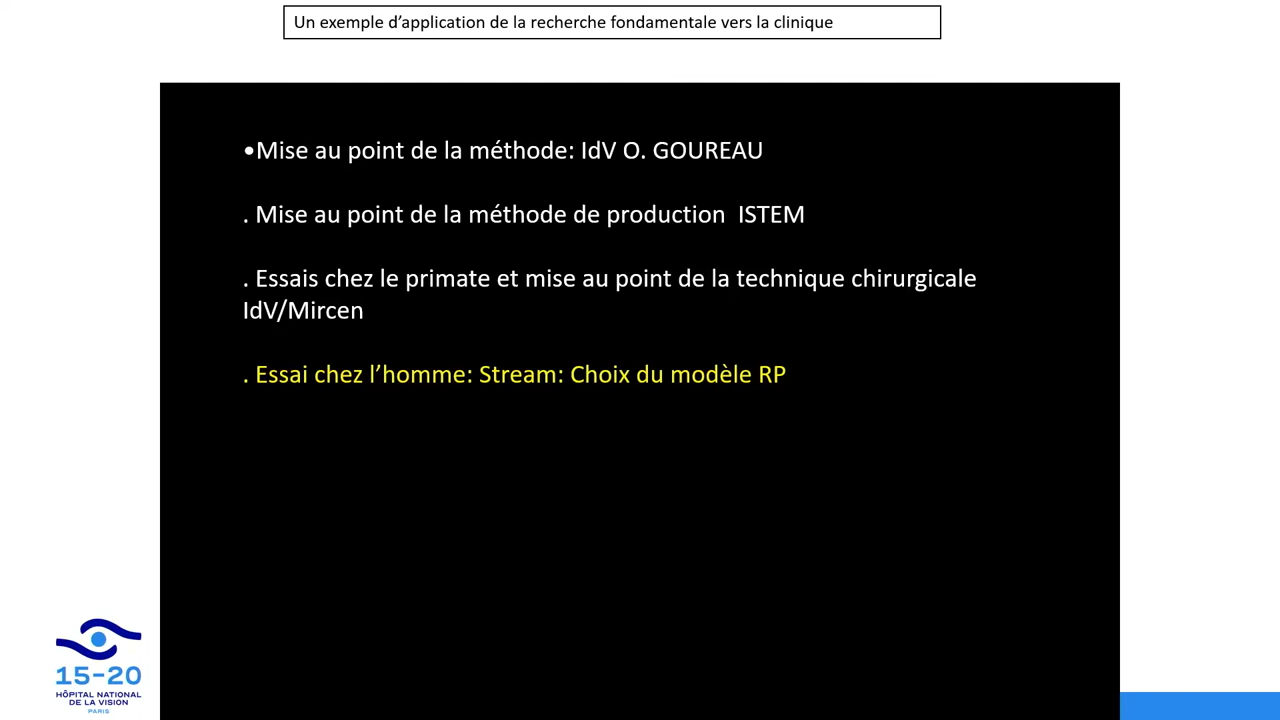 Un exemple d’application de la recherche fondamentale vers la clinique
•Mise au point de la méthode: IdV O. GOUREAU
. Mise au point de la méthode de production  ISTEM
. Essais chez le primate et mise au point de la technique chirurgicale
IdV/Mircen
. Essai chez l’homme: Stream: Choix du modèle RP
15-20
HÔPITAL NATIONAL
DE LA VISION
PARIS